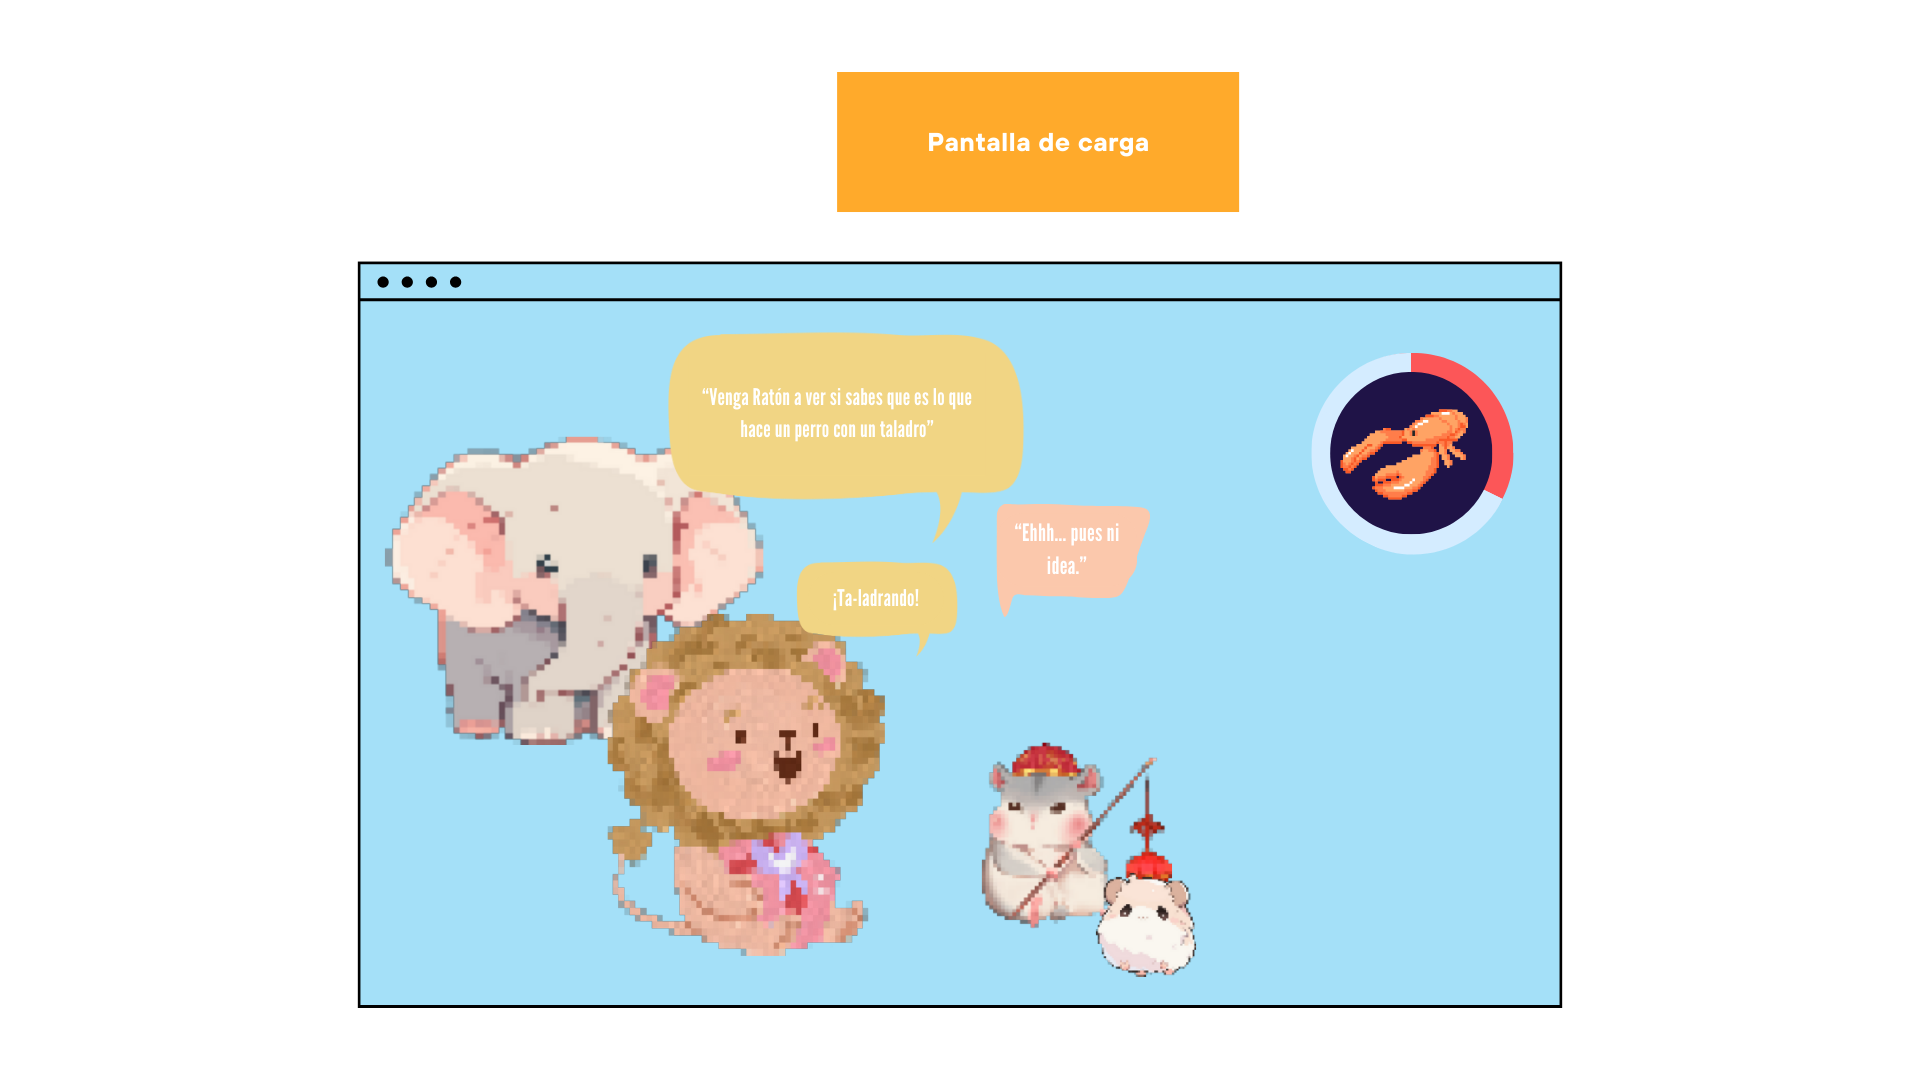 Pantalla de carga
“Venga Ratón a ver si sabes que es lo que
hace un perro con un taladro”
“Ehhh... pues ni
idea.”
¡Ta-ladrando!